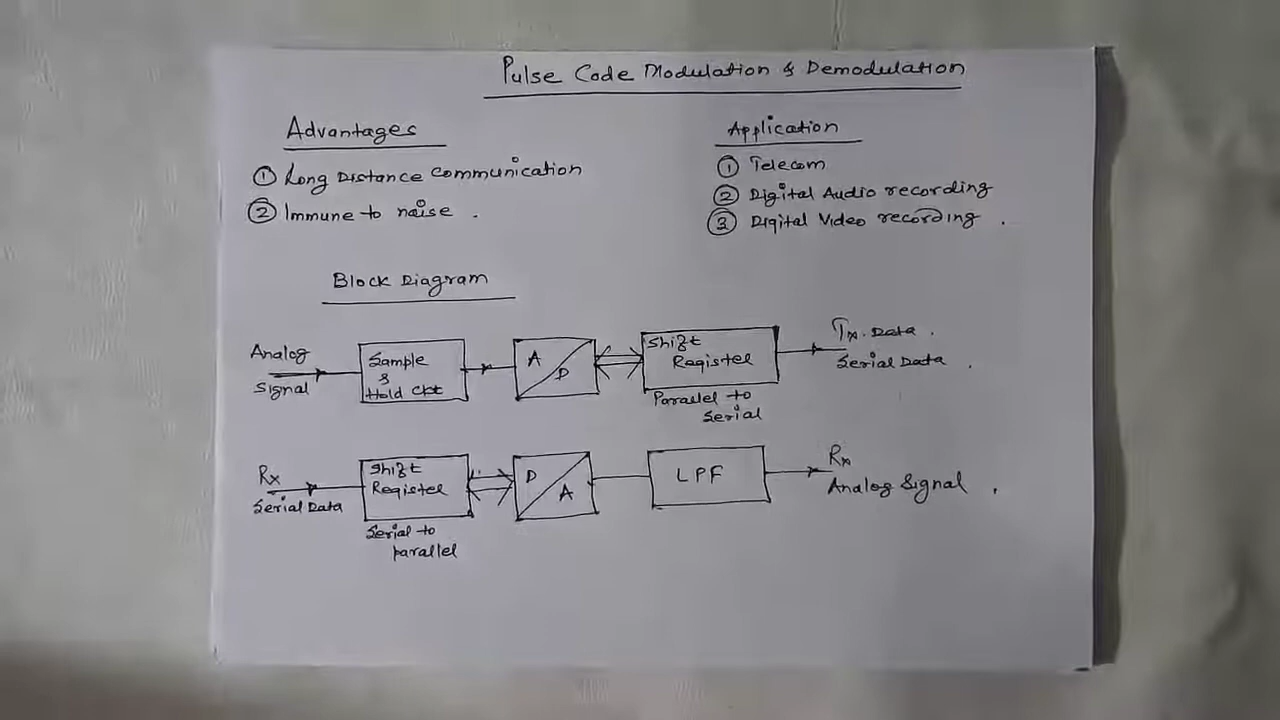 Pulse Code Modulation & Demodulation
Advantages
① Long Distance communication
② Immune to noise .
Application
① Telecom
② Digital Audio recording
③ Digital Video recording .
Block Diagram
Analog
Signal
Sample
&
Hold Ckt
A
D
Shift
Register
Parallel to
Serial
Tx. Data .
Serial Data .
Rx
Serial Data
Shift
Register
Serial to
parallel
D
A
LPF
Rx
Analog Signal .